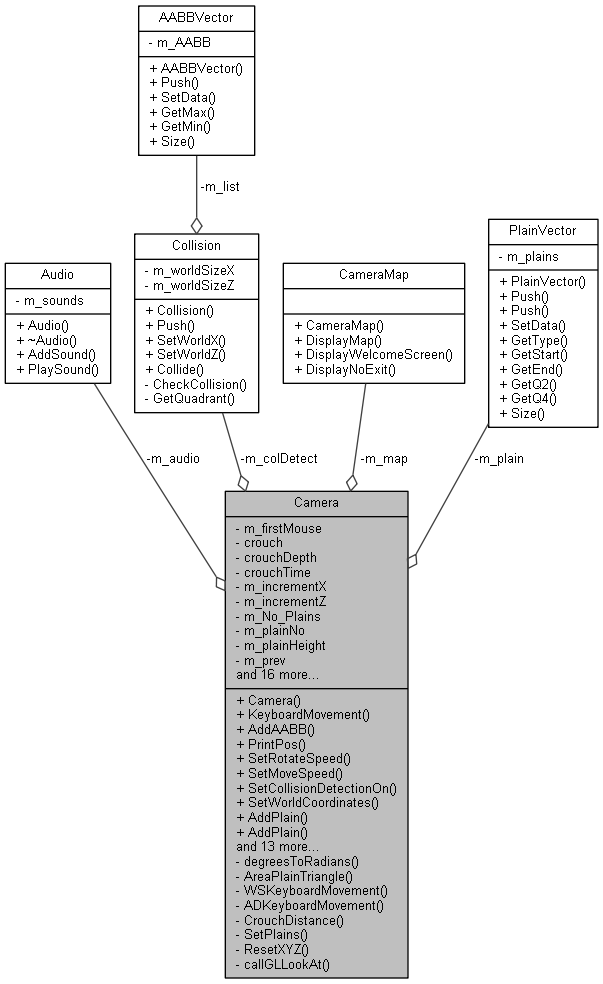 AABBVector
- m_AABB
+ AABBVector()
+ Push()
+ SetData()
+ GetMax()
+ GetMin()
+ Size()
-m_list
Audio
- m_sounds
+ Audio()
+ ~Audio()
+ AddSound()
+ PlaySound()
Collision
- m_worldSizeX
- m_worldSizeZ
+ Collision()
+ Push()
+ SetWorldX()
+ SetWorldZ()
+ Collide()
- CheckCollision()
- GetQuadrant()
CameraMap
+ CameraMap()
+ DisplayMap()
+ DisplayWelcomeScreen()
+ DisplayNoExit()
PlainVector
- m_plains
+ PlainVector()
+ Push()
+ Push()
+ SetData()
+ GetType()
+ GetStart()
+ GetEnd()
+ GetQ2()
+ GetQ4()
+ Size()
-m_audio
-m_colDetect
-m_map
-m_plain
Camera
- m_firstMouse
- crouch
- crouchDepth
- crouchTime
- m_incrementX
- m_incrementZ
- m_No_Plains
- m_plainNo
- m_plainHeight
- m_prev
and 16 more...
+ Camera()
+ KeyboardMovement()
+ AddAABB()
+ PrintPos()
+ SetRotateSpeed()
+ SetMoveSpeed()
+ SetCollisionDetectionOn()
+ SetWorldCoordinates()
+ AddPlain()
+ AddPlain()
and 13 more...
- degreesToRadians()
- AreaPlainTriangle()
- WSKeyboardMovement()
- ADKeyboardMovement()
- CrouchDistance()
- SetPlains()
- ResetXYZ()
- callGLLookAt()